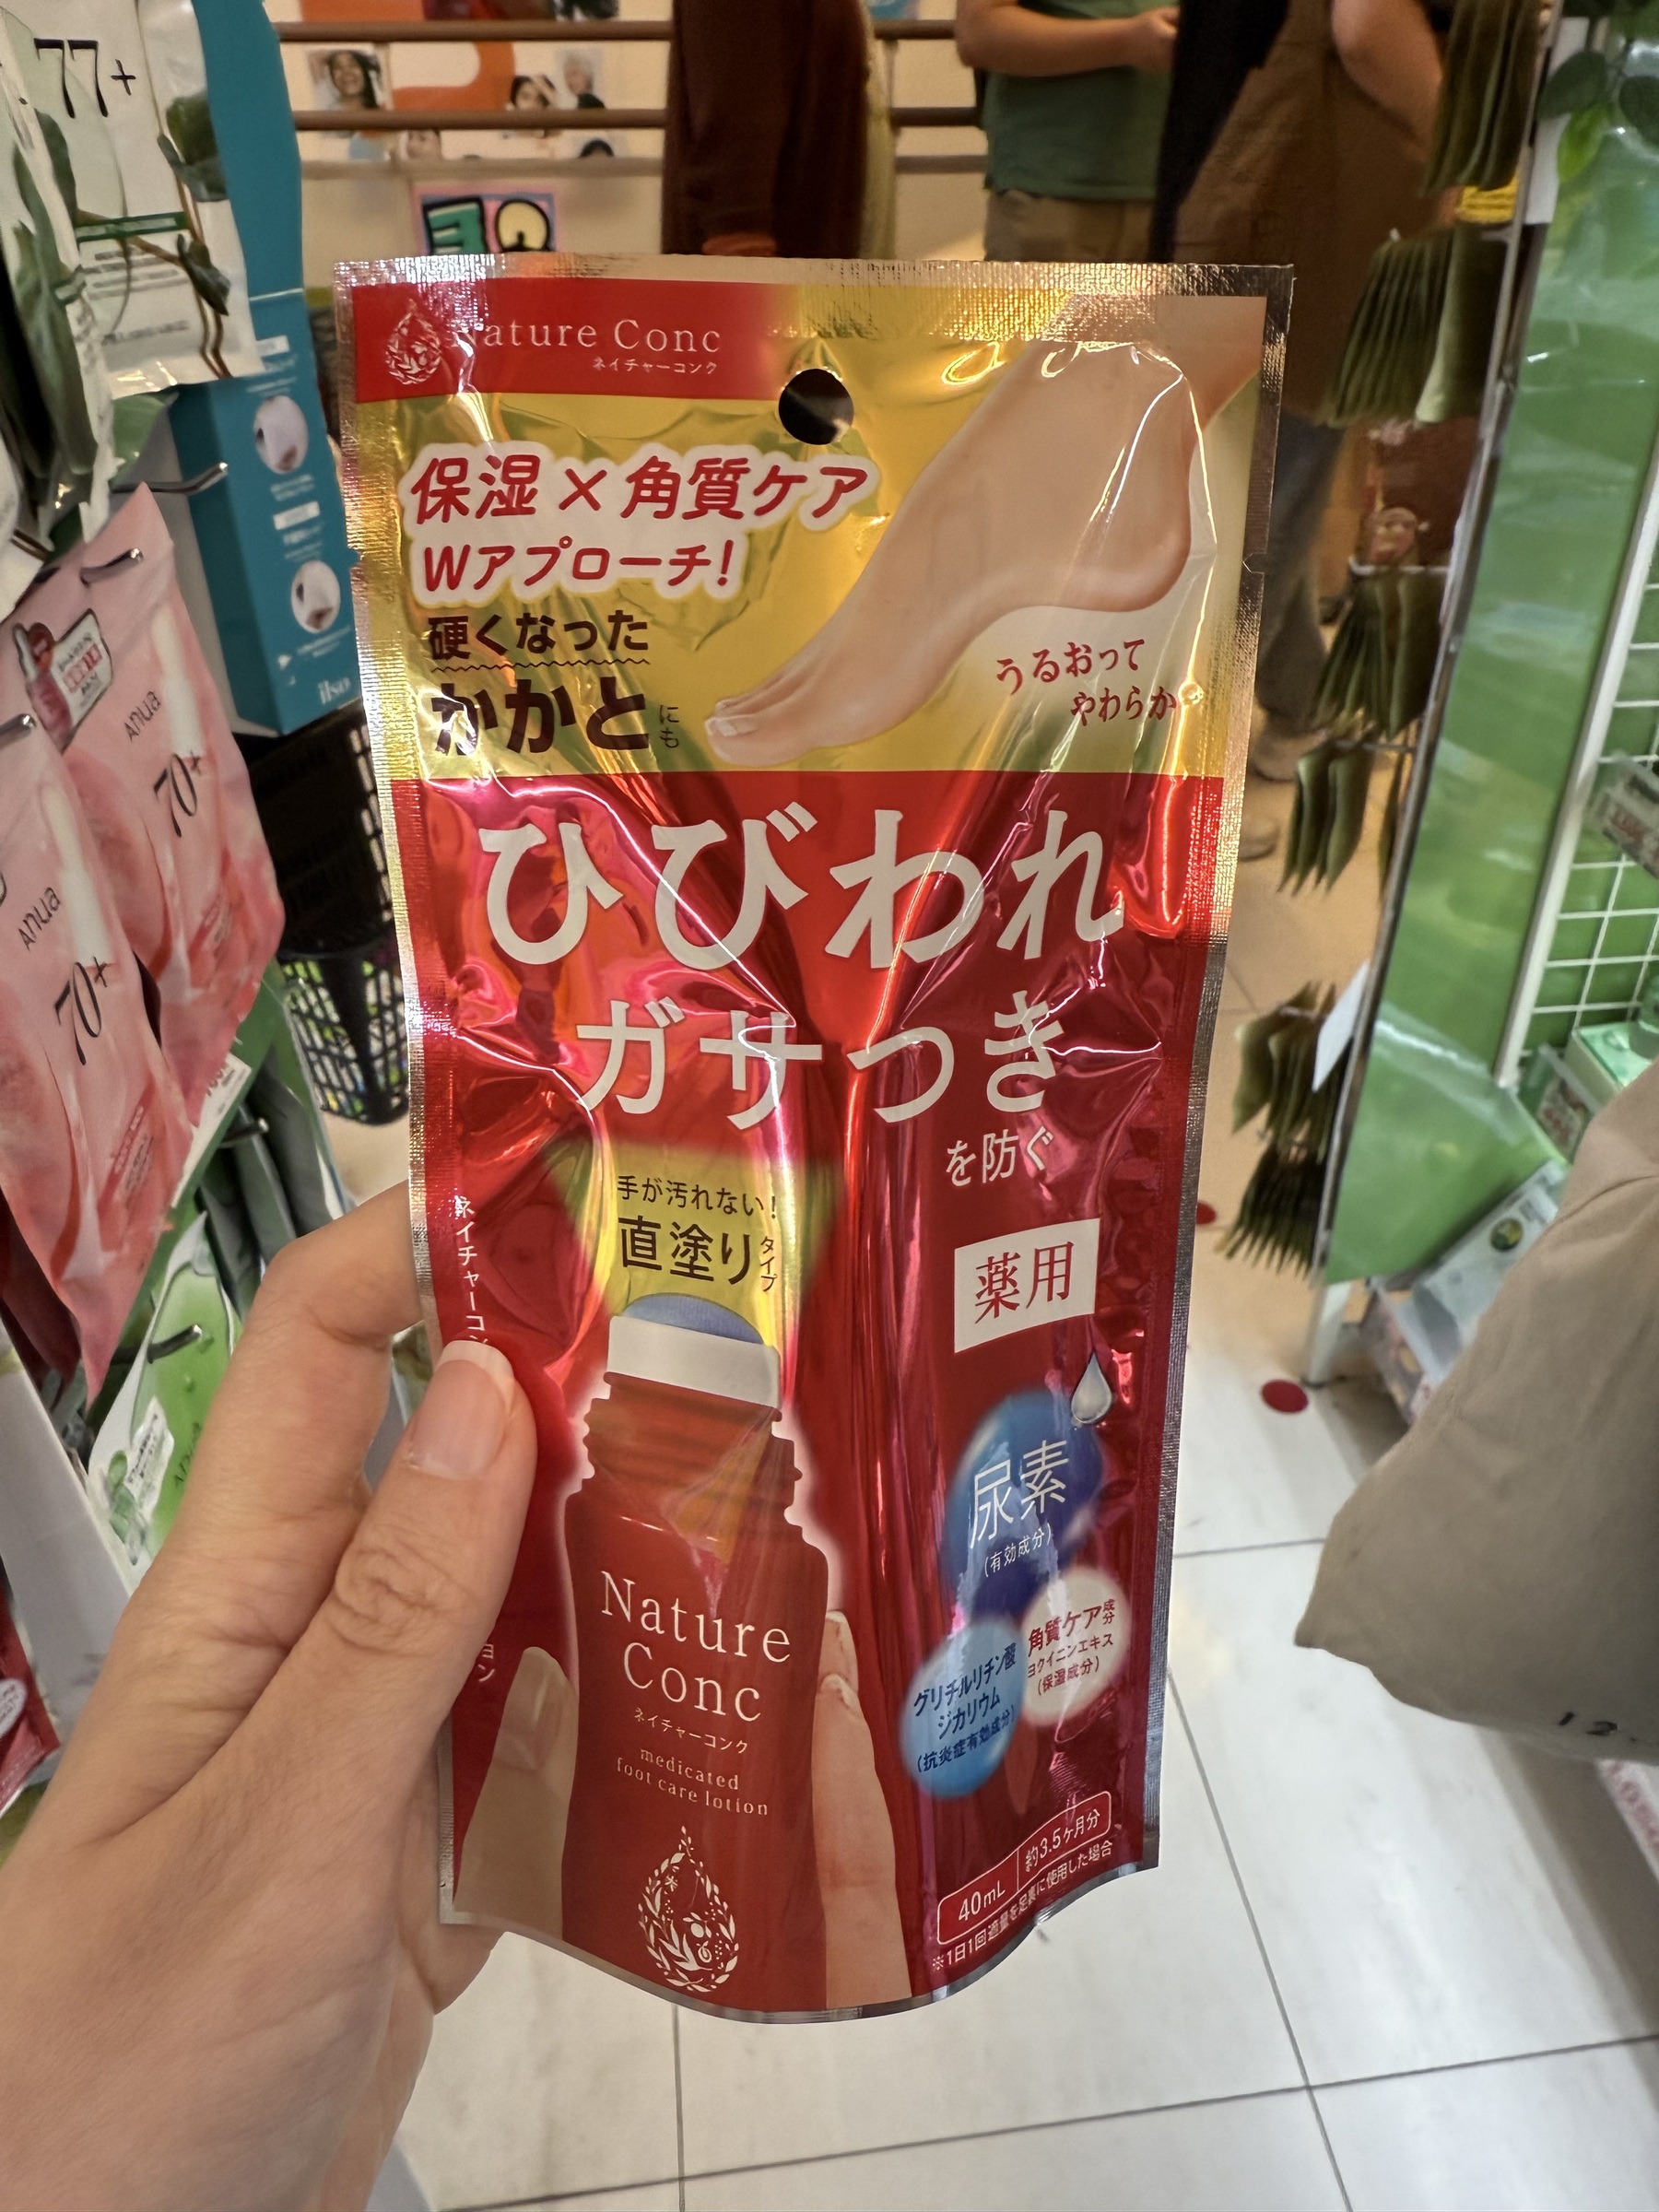 77+
Nature Conc
ネイチャーコンク
保湿×角質ケア
Wアプローチ!
硬くなった
かかとにも
うるおって
やわらか
ひびわれ
ガサつき
を防ぐ
手が汚れない!
直塗りタイプ
薬用
尿素
(有効成分)
角質ケア成分
ヨクイニンエキス
(保湿成分)
グリチルリチン酸
ジカリウム
(抗炎症有効成分)
Nature
Conc
ネイチャーコンク
medicated
foot care lotion
40mL 約3.5ケ月分
※1日1回適量を足裏に使用した場合
anua
70+
anua
70+
ilso